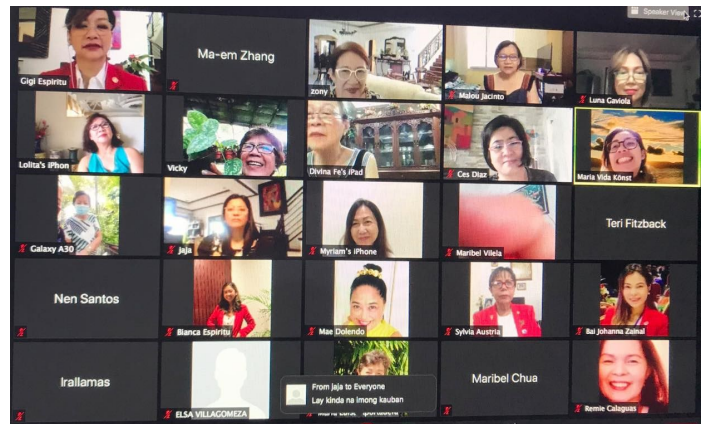 Speaker View
Gigi Espiritu
Ma-em Zhang
zony
Malou Jacinto
Luna Gaviola
Lolita's iPhon
Vicky
Divina Fe's iPad
Ces Diaz
Maria Vida Könst
Galaxy A30
Jaja
Myriam's iPhone
Maribel Vilela
Teri Fitzback
Nen Santos
Bianca Espiritu
Mae Dolendo
Sylvia Austria
Bai Johanna Zainal
Irallamas
ELSA VILLAGOMEZA
From jaja to Everyone
Lay kinda na imong kauban
Maribel Chua
Remie Calaguas